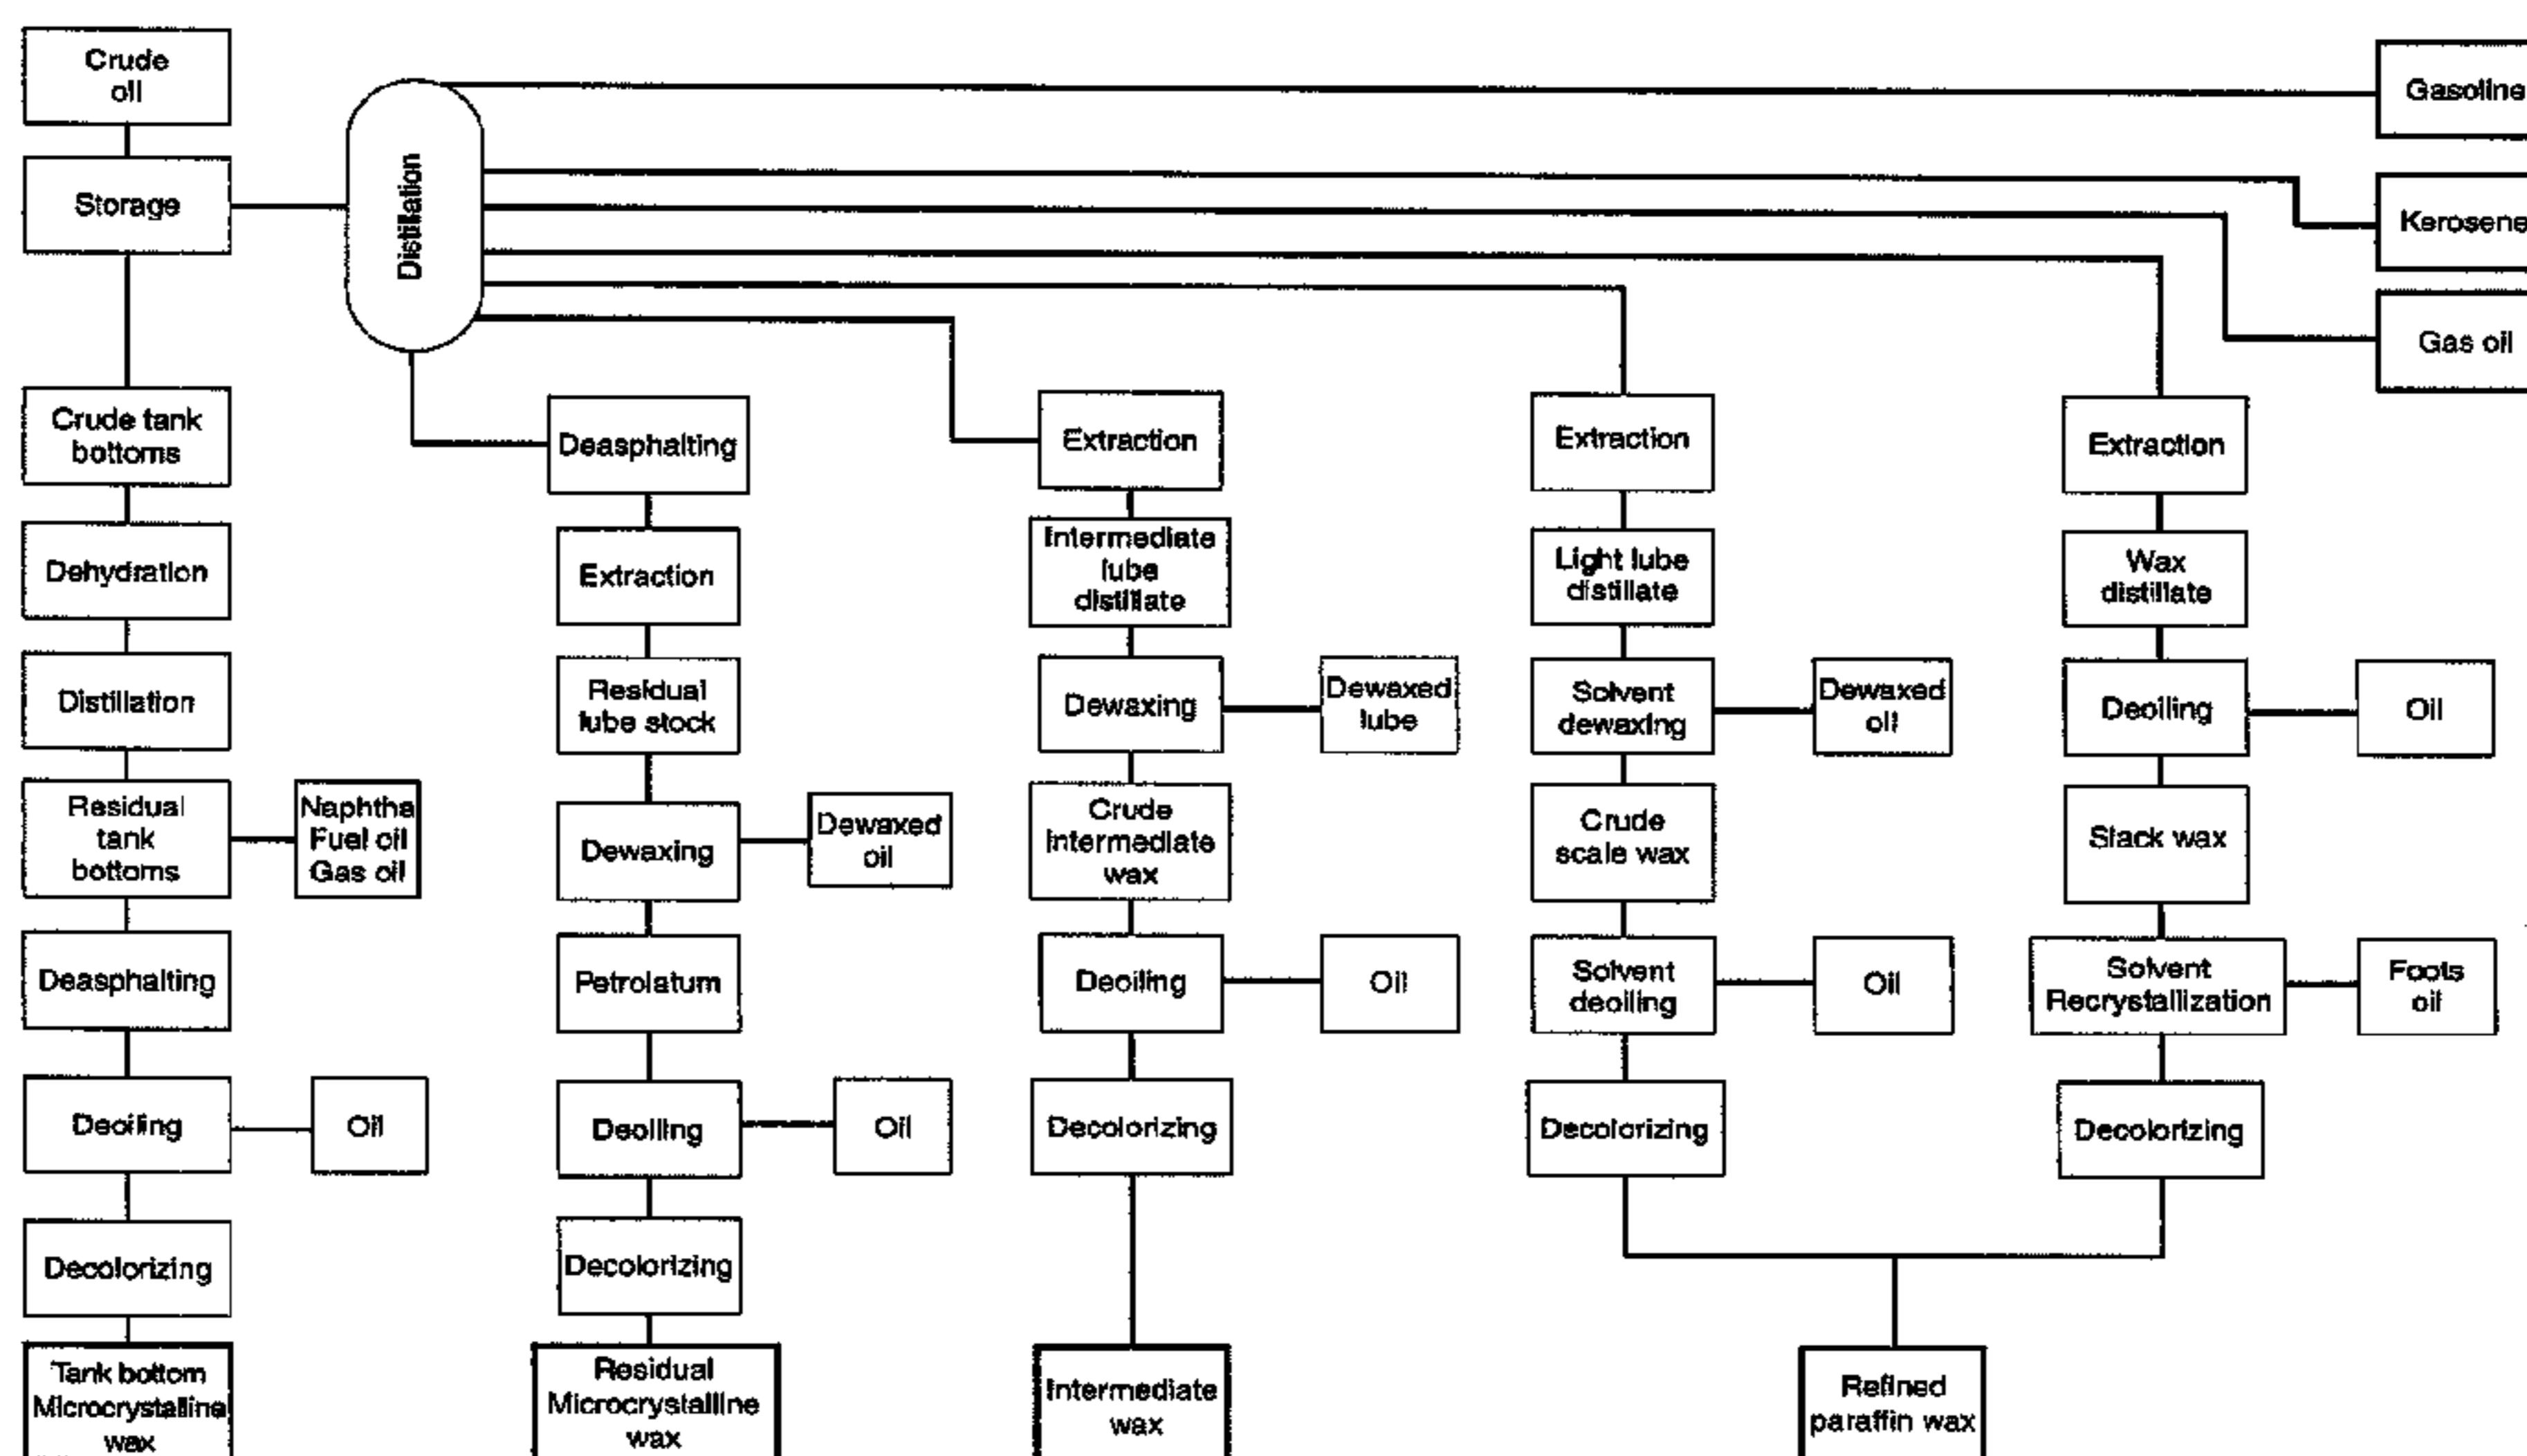 Crude
oil
Gasoline
Storage
Distillation
Kerosene
Gas oil
Crude tank
bottoms
Deasphalting
Extraction
Extraction
Extraction
Dehydration
Extraction
Intermediate
lube
distillate
Light lube
distillate
Wax
distillate
Distillation
Residual
lube stock
Dewaxing
Dewaxed
lube
Solvent
dewaxing
Dewaxed
oil
Deoiling
Oil
Residual
tank
bottoms
Naphtha
Fuel oil
Gas oil
Dewaxing
Dewaxed
oil
Crude
Intermediate
wax
Crude
scale wax
Slack wax
Deasphalting
Petrolatum
Deoiling
Oil
Solvent
deoiling
Oil
Solvent
Recrystallization
Foots
oil
Deoiling
Oil
Deoiling
Oil
Decolorizing
Decolorizing
Decolorizing
Decolorizing
Decolorizing
Tank bottom
Microcrystalline
wax
Residual
Microcrystalline
wax
Intermediate
wax
Refined
paraffin wax